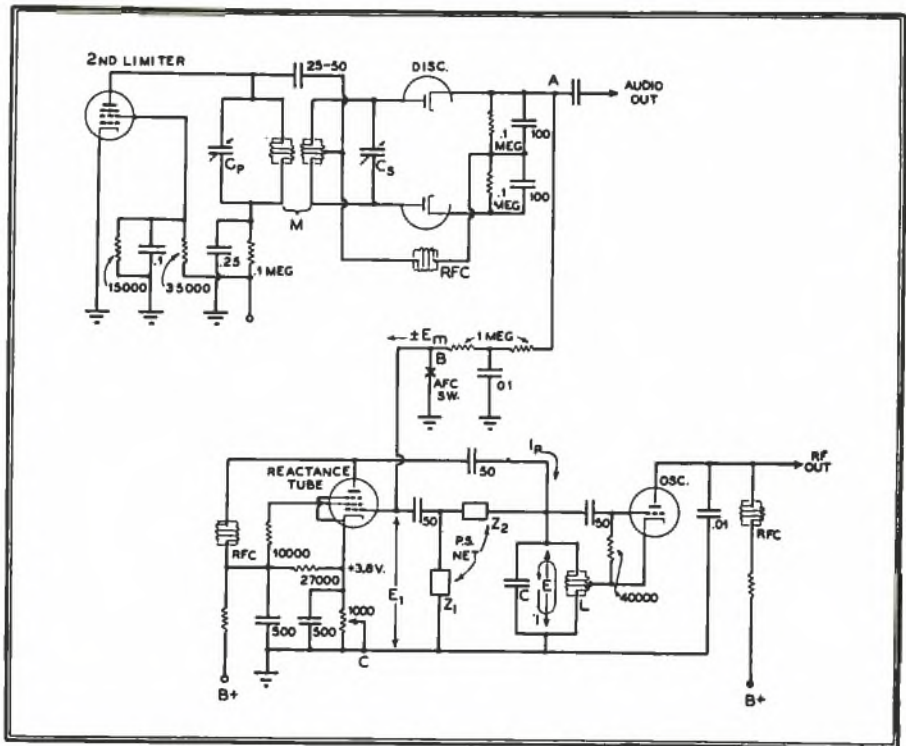 2ND LIMITER
25-50
DISC.
A
AUDIO
OUT
CP
M
CS
.1
MEG
100
.1
MEG
100
RFC
.1
.25
.1 MEG
15000
35000
±Em
1 MEG
B
AFC
SW.
.01
IP
50
REACTANCE
TUBE
OSC.
RF
OUT
50
Z2
50
.01
RFC
RFC
10000
27000
+3.8V.
P.S.
NET
E1
Z1
C
E
I
L
40000
500
500
1000
C
B+
B+